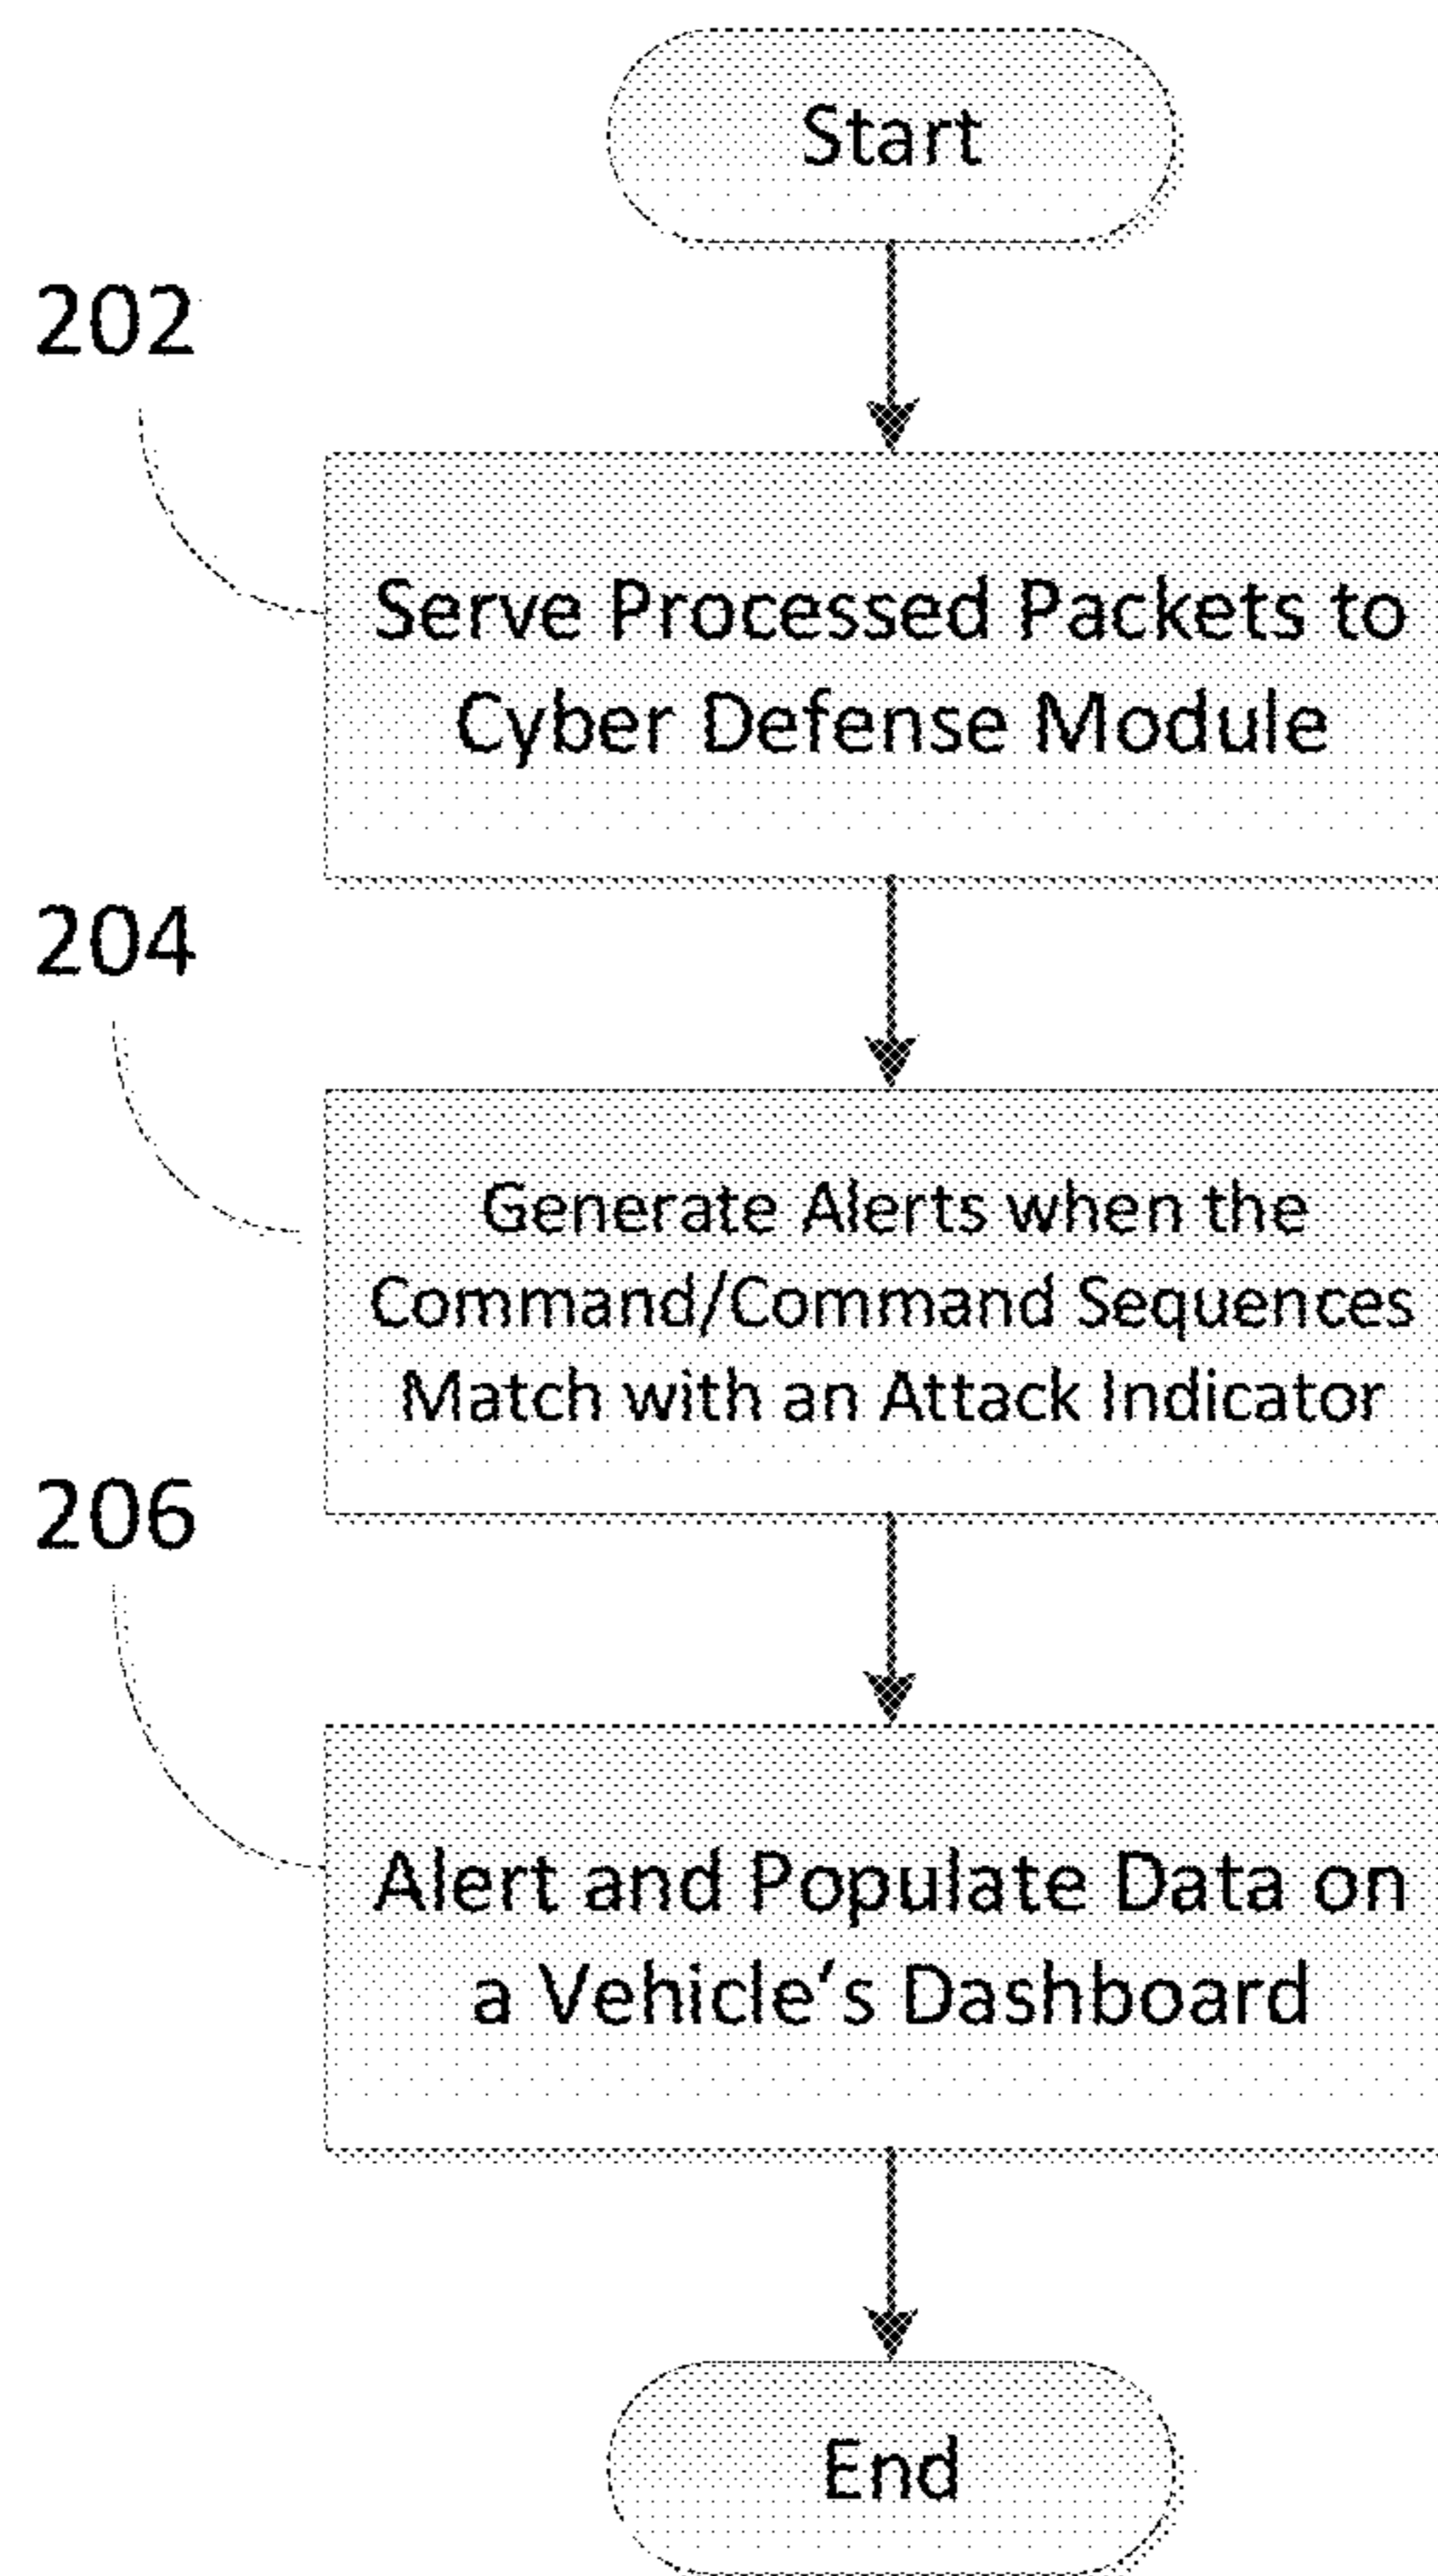 Start
202
Serve Processed Packets to
Cyber Defense Module
204
Generate Alerts when the
Command/Command Sequences
Match with an Attack Indicator
206
Alert and Populate Data on
a Vehicle's Dashboard
End